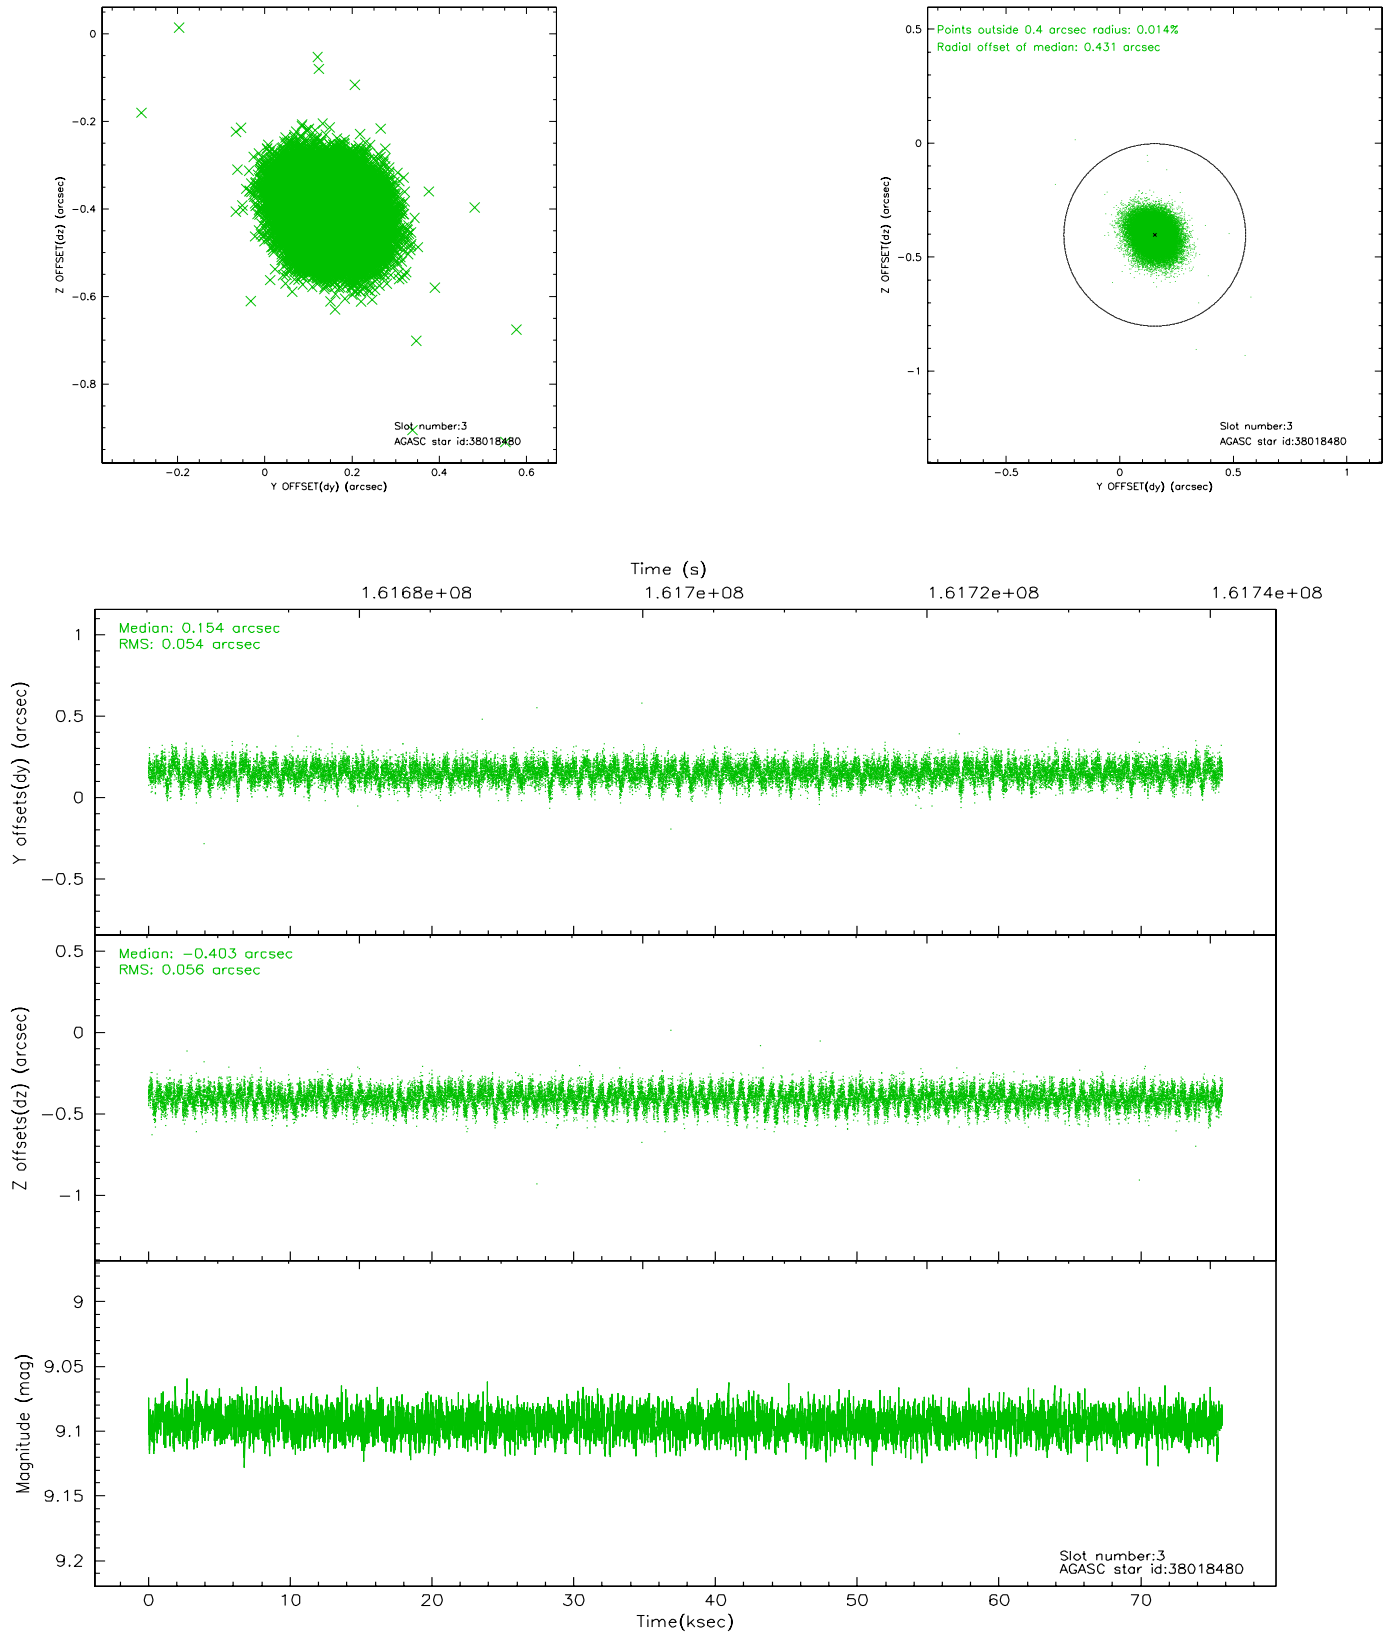 0
−0.2
−0.4
−0.6
−0.8
Z OFFSET(dz) (arcsec)
Slot number:3
AGASC star id:38018480
−0.2 0 0.2 0.4 0.6
Y OFFSET(dy) (arcsec)
Points outside 0.4 arcsec radius: 0.014%
Radial offset of median: 0.431 arcsec
0.5
0
−0.5
−1
Z OFFSET(dz) (arcsec)
Slot number:3
AGASC star id:38018480
−0.5 0 0.5 1
Y OFFSET(dy) (arcsec)
Time (s)
1.6168e+08 1.617e+08 1.6172e+08 1.6174e+08
Median: 0.154 arcsec
RMS: 0.054 arcsec
1
0.5
0
−0.5
Y offsets(dy) (arcsec)
Median: −0.403 arcsec
RMS: 0.056 arcsec
0.5
0
−0.5
−1
Z offsets(dz) (arcsec)
9
9.05
9.1
9.15
9.2
Magnitude (mag)
Slot number:3
AGASC star id:38018480
0 10 20 30 40 50 60 70
Time(ksec)